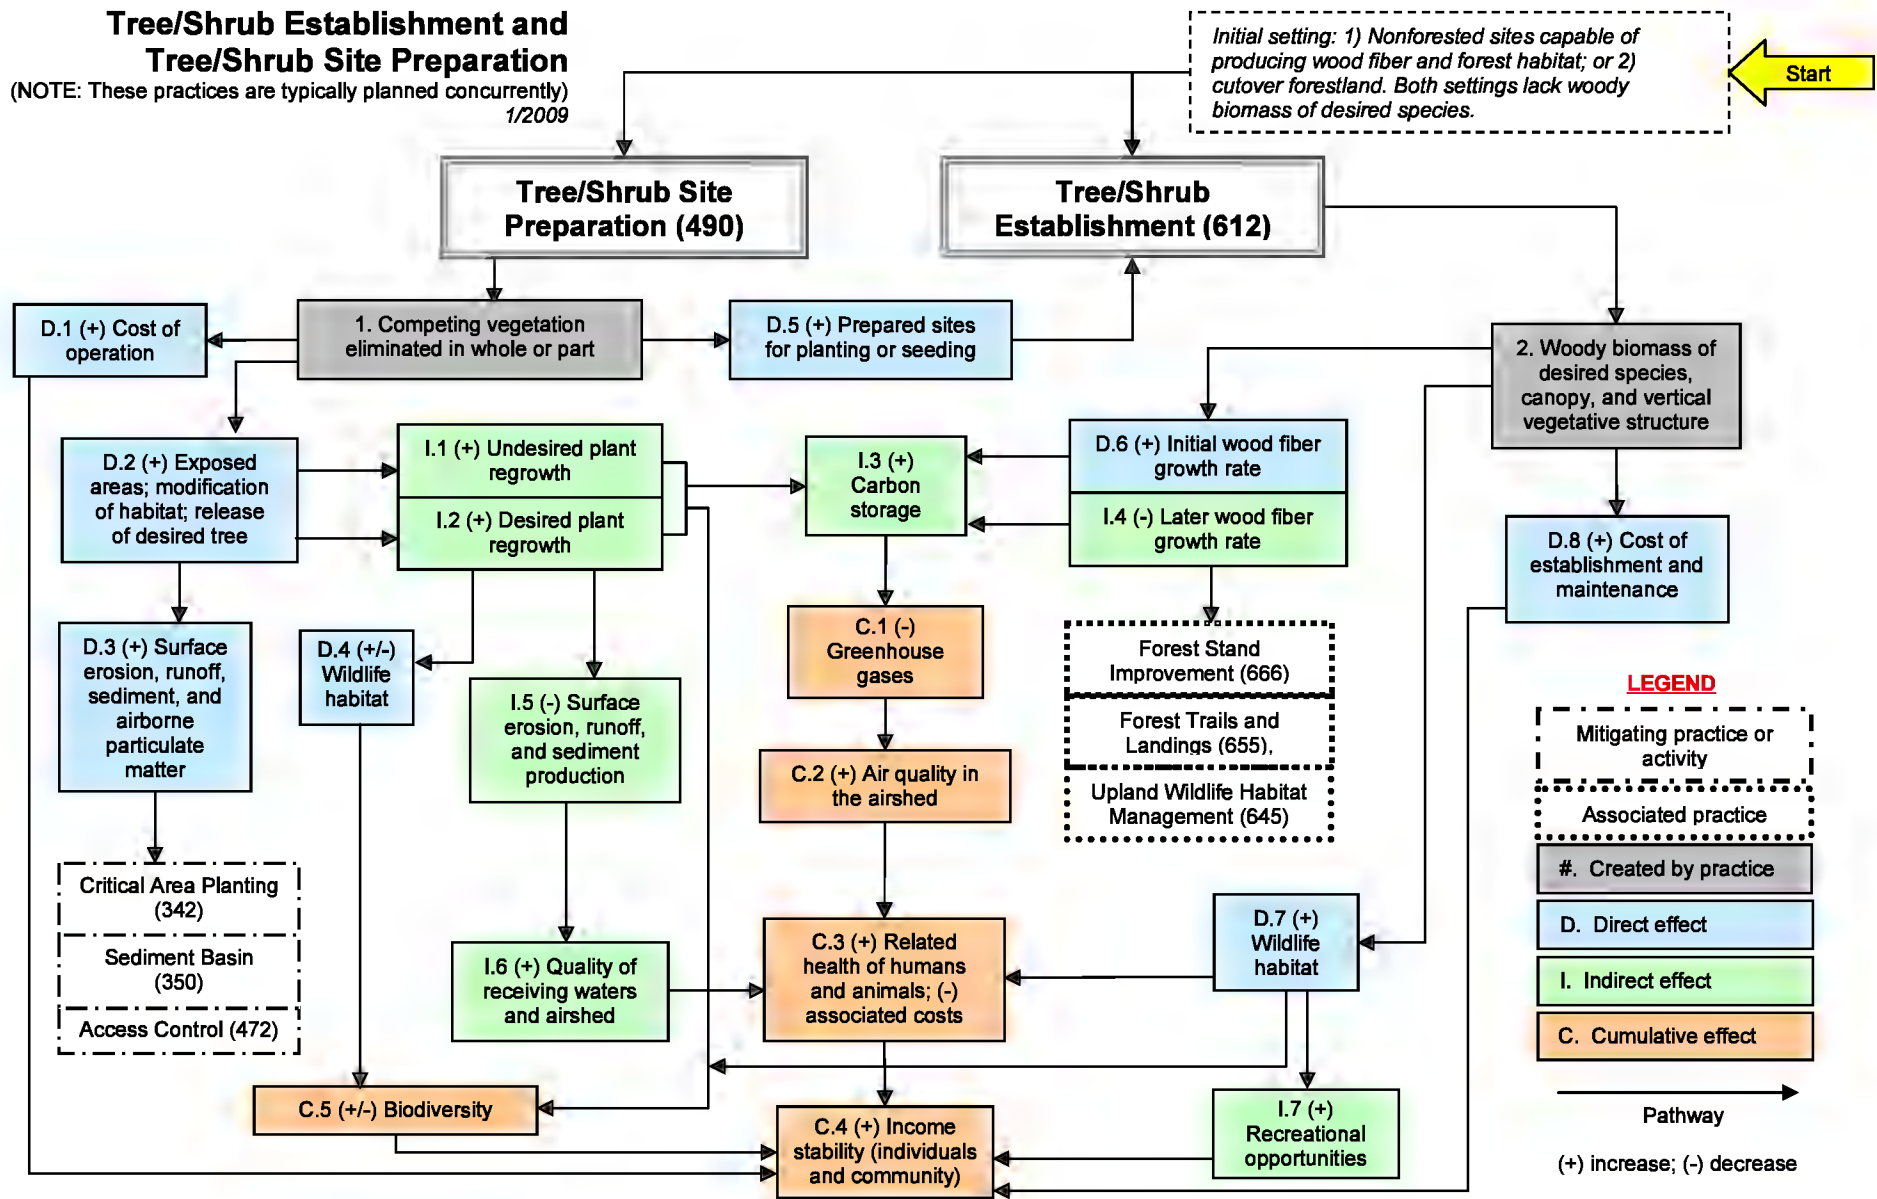 Tree/Shrub Establishment and
Tree/Shrub Site Preparation
(NOTE: These practices are typically planned concurrently)
1/2009
Initial setting: 1) Nonforested sites capable of
producing wood fiber and forest habitat; or 2)
cutover forestland. Both settings lack woody
biomass of desired species.
Start
Tree/Shrub Site
Preparation (490)
Tree/Shrub
Establishment (612)
D.1 (+) Cost of
operation
1. Competing vegetation
eliminated in whole or part
D.5 (+) Prepared sites
for planting or seeding
2. Woody biomass of
desired species,
canopy, and vertical
vegetative structure
D.2 (+) Exposed
areas; modification
of habitat; release
of desired tree
I.1 (+) Undesired plant
regrowth
I.2 (+) Desired plant
regrowth
I.3 (+)
Carbon
storage
D.6 (+) Initial wood fiber
growth rate
I.4 (-) Later wood fiber
growth rate
D.8 (+) Cost of
establishment and
maintenance
D.3 (+) Surface
erosion, runoff,
sediment, and
airborne
particulate
matter
D.4 (+/-)
Wildlife
habitat
I.5 (-) Surface
erosion, runoff,
and sediment
production
C.1 (-)
Greenhouse
gases
C.2 (+) Air quality in
the airshed
Forest Stand
Improvement (666)
Forest Trails and
Landings (655),
Upland Wildlife Habitat
Management (645)
Critical Area Planting
(342)
Sediment Basin
(350)
Access Control (472)
I.6 (+) Quality of
receiving waters
and airshed
C.3 (+) Related
health of humans
and animals; (-)
associated costs
D.7 (+)
Wildlife
habitat
C.5 (+/-) Biodiversity
C.4 (+) Income
stability (individuals
and community)
I.7 (+)
Recreational
opportunities
LEGEND
Mitigating practice or
activity
Associated practice
#. Created by practice
D. Direct effect
I. Indirect effect
C. Cumulative effect
Pathway
(+) increase; (-) decrease